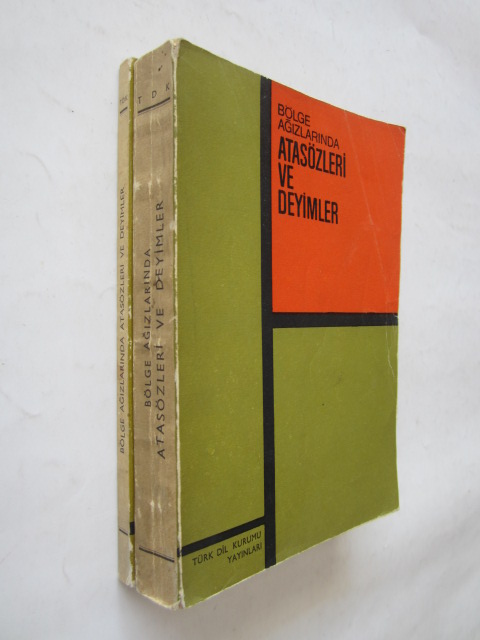 TDK
BÖLGE AĞIZLARINDA ATASÖZLERİ VE DEYİMLER
T D K
BÖLGE AĞIZLARINDA
ATASÖZLERİ VE DEYİMLER
BÖLGE
AĞIZLARINDA
ATASÖZLERİ
VE
DEYİMLER
TÜRK DİL KURUMU
YAYINLARI